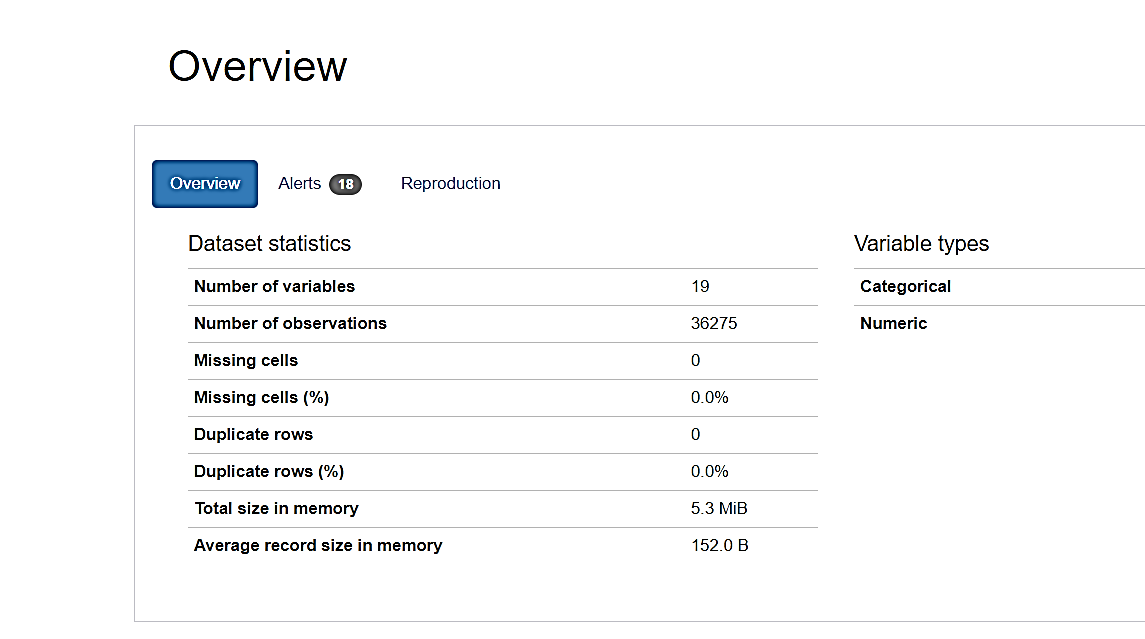 Overview
Overview Alerts 18 Reproduction
Dataset statistics
Number of variables 19
Number of observations 36275
Missing cells 0
Missing cells (%) 0.0%
Duplicate rows 0
Duplicate rows (%) 0.0%
Total size in memory 5.3 MiB
Average record size in memory 152.0 B
Variable types
Categorical
Numeric